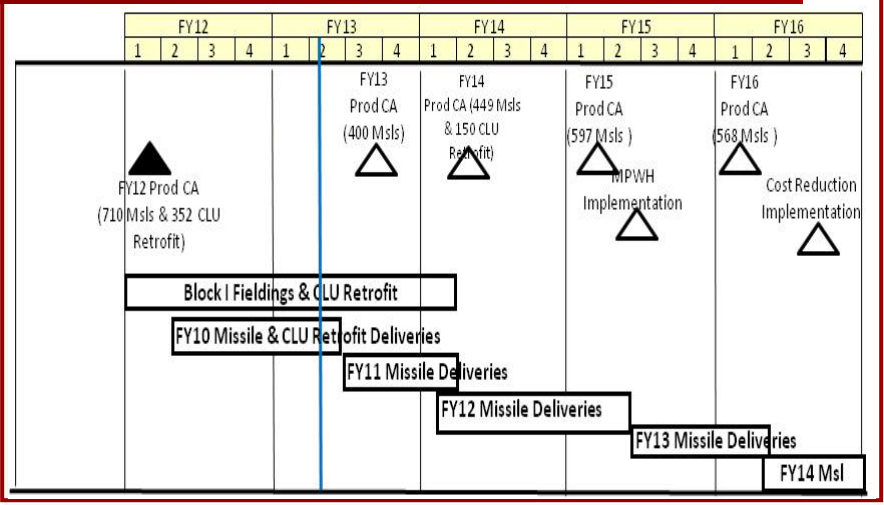 FY12 FY13 FY14 FY15 FY16
1 2 3 4 1 2 3 4 1 2 3 4 1 2 3 4 1 2 3 4
FY13
Prod CA
(400 Msls)
FY14
Prod CA (449 Msls
& 150 CLU
Retrofit)
FY15
Prod CA
(597 Msls )
FY16
Prod CA
(568 Msls )
FY12 Prod CA
(710 Msls & 352 CLU
Retrofit)
MPWH
Implementation
Cost Reduction
Implementation
Block I Fieldings & CLU Retrofit
FY10 Missile & CLU Retrofit Deliveries
FY11 Missile Deliveries
FY12 Missile Deliveries
FY13 Missile Deliveries
FY14 Msl